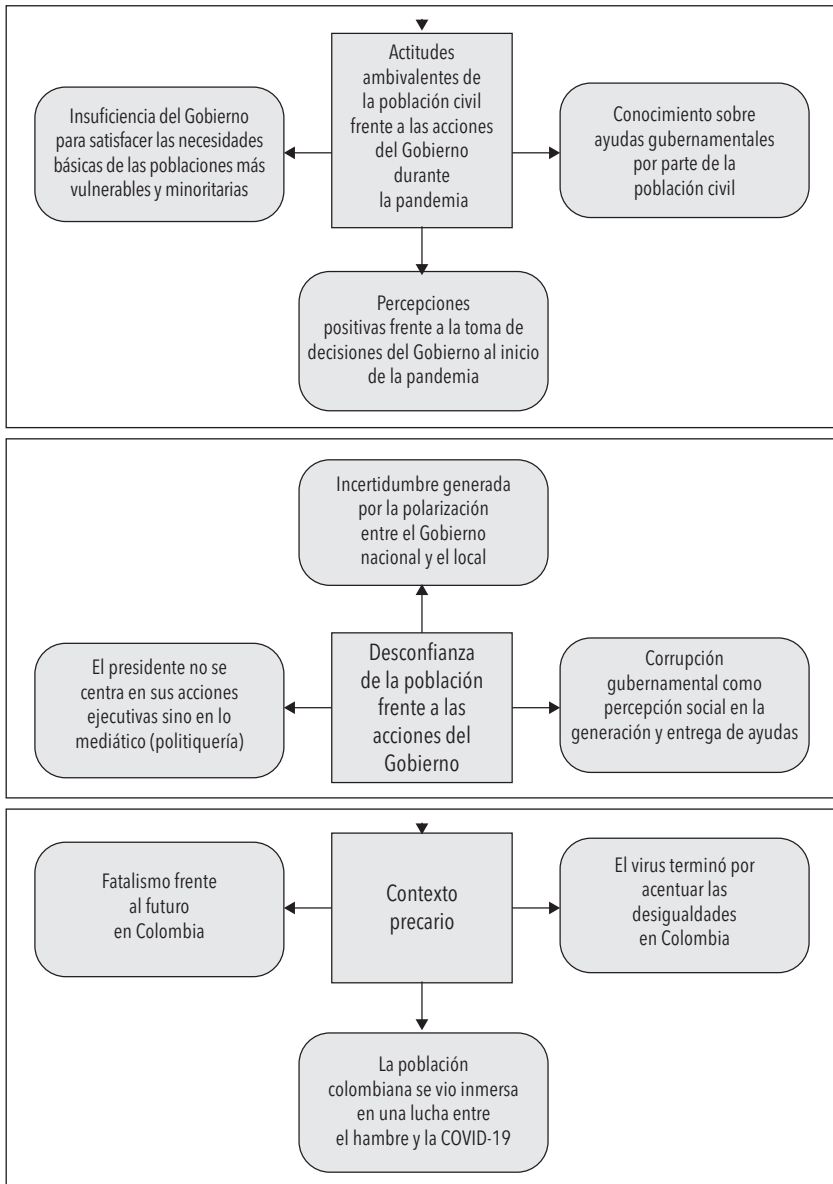 Actitudes
ambivalentes de
la población civil
frente a las acciones
del Gobierno
durante
la pandemia
Insuficiencia del Gobierno
para satisfacer las necesidades
básicas de las poblaciones más
vulnerables y minoritarias
Conocimiento sobre
ayudas gubernamentales
por parte de la
población civil
Percepciones
positivas frente a la toma de
decisiones del Gobierno al inicio
de la pandemia
Incertidumbre generada
por la polarización
entre el Gobierno
nacional y el local
El presidente no se
centra en sus acciones
ejecutivas sino en lo
mediático (politiquería)
Desconfianza
de la población
frente a las
acciones del
Gobierno
Corrupción
gubernamental como
percepción social en la
generación y entrega de ayudas
Fatalismo frente
al futuro
en Colombia
Contexto
precario
El virus terminó por
acentuar las
desigualdades
en Colombia
La población
colombiana se vio inmersa
en una lucha entre
el hambre y la COVID-19